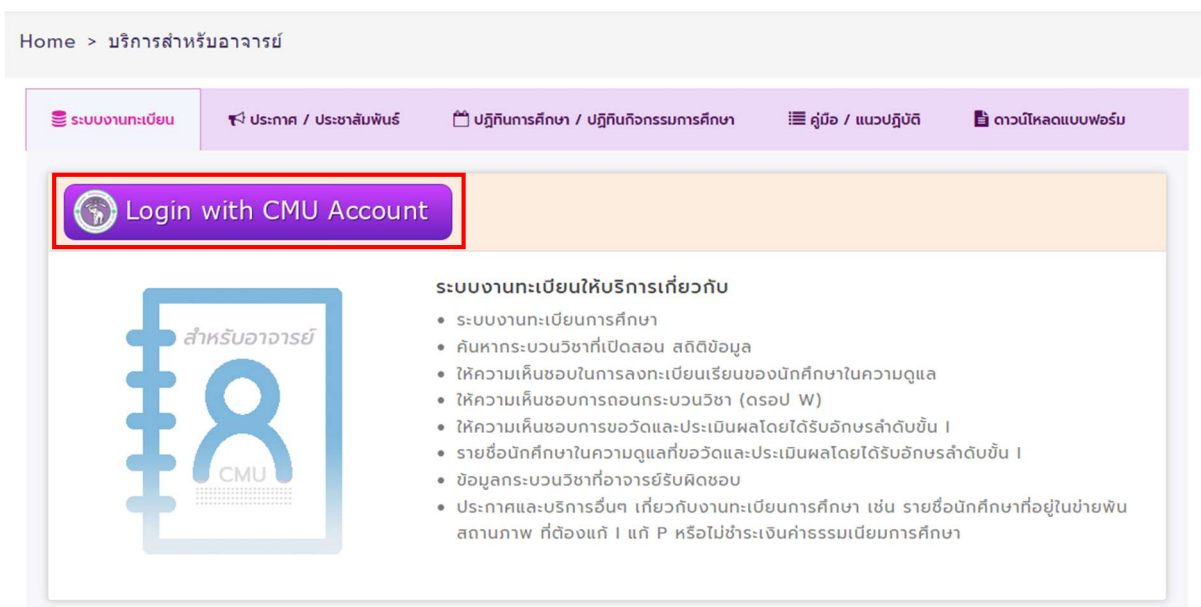 Home > บริการสำหรับอาจารย์
ระบบงานทะเบียน ประกาศ / ประชาสัมพันธ์ ปฏิทินการศึกษา / ปฏิทินกิจกรรมการศึกษา คู่มือ / แนวปฏิบัติ ดาวน์โหลดแบบฟอร์ม
Login with CMU Account
สำหรับอาจารย์
CMU
ระบบงานทะเบียนให้บริการเกี่ยวกับ
• ระบบงานทะเบียนการศึกษา
• ค้นหากระบวนวิชาที่เปิดสอน สถิติข้อมูล
• ให้ความเห็นชอบในการลงทะเบียนเรียนของนักศึกษาในความดูแล
• ให้ความเห็นชอบการถอนกระบวนวิชา (ดรอป W)
• ให้ความเห็นชอบการขอวัดและประเมินผลโดยได้รับอักษรลำดับขั้น I
• รายชื่อนักศึกษาในความดูแลที่ขอวัดและประเมินผลโดยได้รับอักษรลำดับขั้น I
• ข้อมูลกระบวนวิชาที่อาจารย์รับผิดชอบ
• ประกาศและบริการอื่นๆ เกี่ยวกับงานทะเบียนการศึกษา เช่น รายชื่อนักศึกษาที่อยู่ในข่ายพ้น
สถานภาพ ที่ต้องแก้ I แก้ P หรือไม่ชำระเงินค่าธรรมเนียมการศึกษา